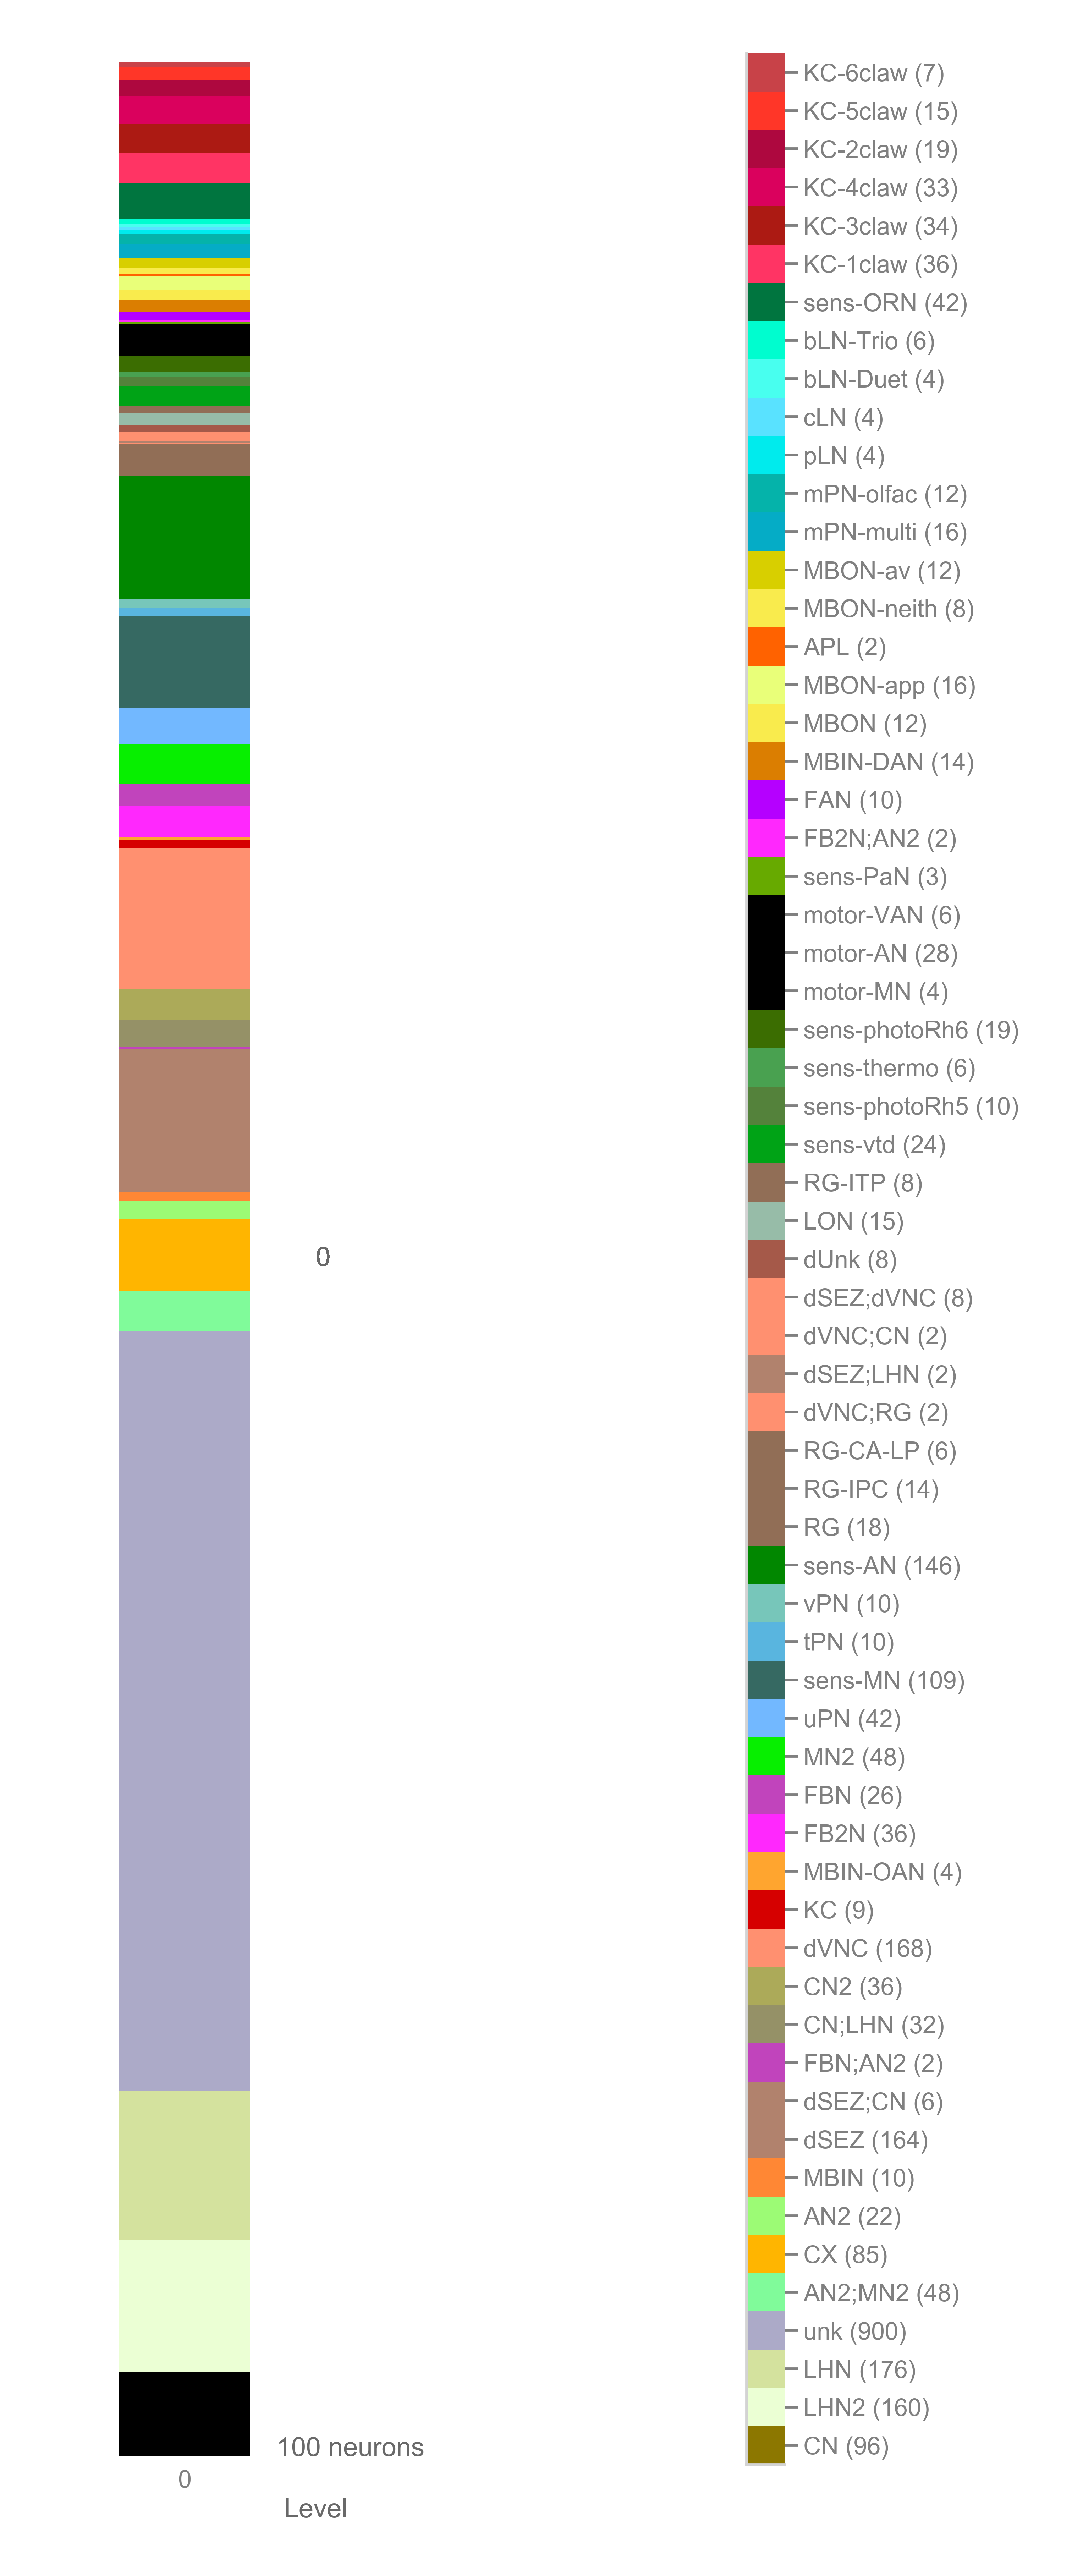 KC-6claw (7)
KC-5claw (15)
KC-2claw (19)
KC-4claw (33)
KC-3claw (34)
KC-1claw (36)
sens-ORN (42)
bLN-Trio (6)
bLN-Duet (4)
cLN (4)
pLN (4)
mPN-olfac (12)
mPN-multi (16)
MBON-av (12)
MBON-neith (8)
APL (2)
MBON-app (16)
MBON (12)
MBIN-DAN (14)
FAN (10)
FB2N;AN2 (2)
sens-PaN (3)
motor-VAN (6)
motor-AN (28)
motor-MN (4)
sens-photoRh6 (19)
sens-thermo (6)
sens-photoRh5 (10)
sens-vtd (24)
RG-ITP (8)
LON (15)
dUnk (8)
dSEZ;dVNC (8)
dVNC;CN (2)
dSEZ;LHN (2)
dVNC;RG (2)
RG-CA-LP (6)
RG-IPC (14)
RG (18)
sens-AN (146)
vPN (10)
tPN (10)
sens-MN (109)
uPN (42)
MN2 (48)
FBN (26)
FB2N (36)
MBIN-OAN (4)
KC (9)
dVNC (168)
CN2 (36)
CN;LHN (32)
FBN;AN2 (2)
dSEZ;CN (6)
dSEZ (164)
MBIN (10)
AN2 (22)
CX (85)
AN2;MN2 (48)
unk (900)
LHN (176)
LHN2 (160)
CN (96)
0
100 neurons
0
Level